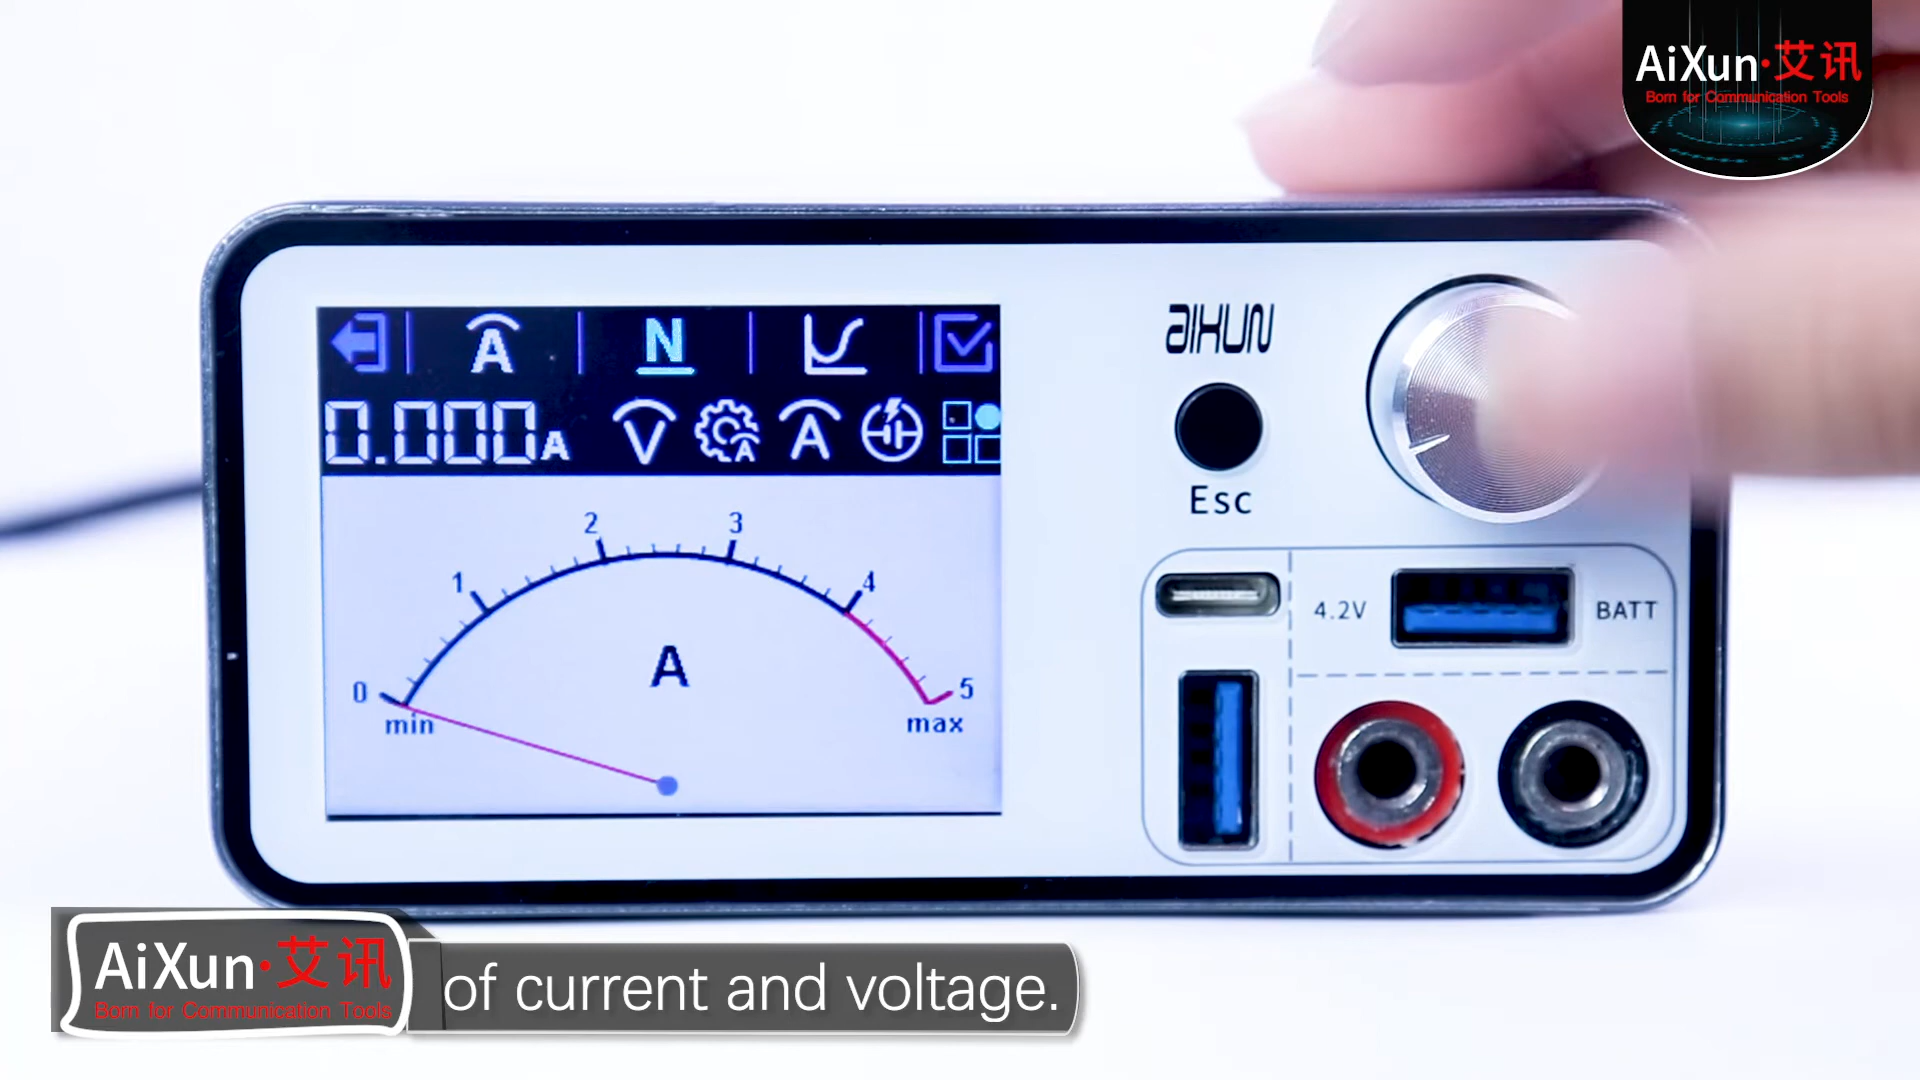 AiXun·艾讯
Born for Communication Tools
AIXUN
A N
0.000A V A A
Esc
0 1 2 3 4 5
A
min max
4.2V BATT
AiXun·艾讯
Born for Communication Tools
of current and voltage.